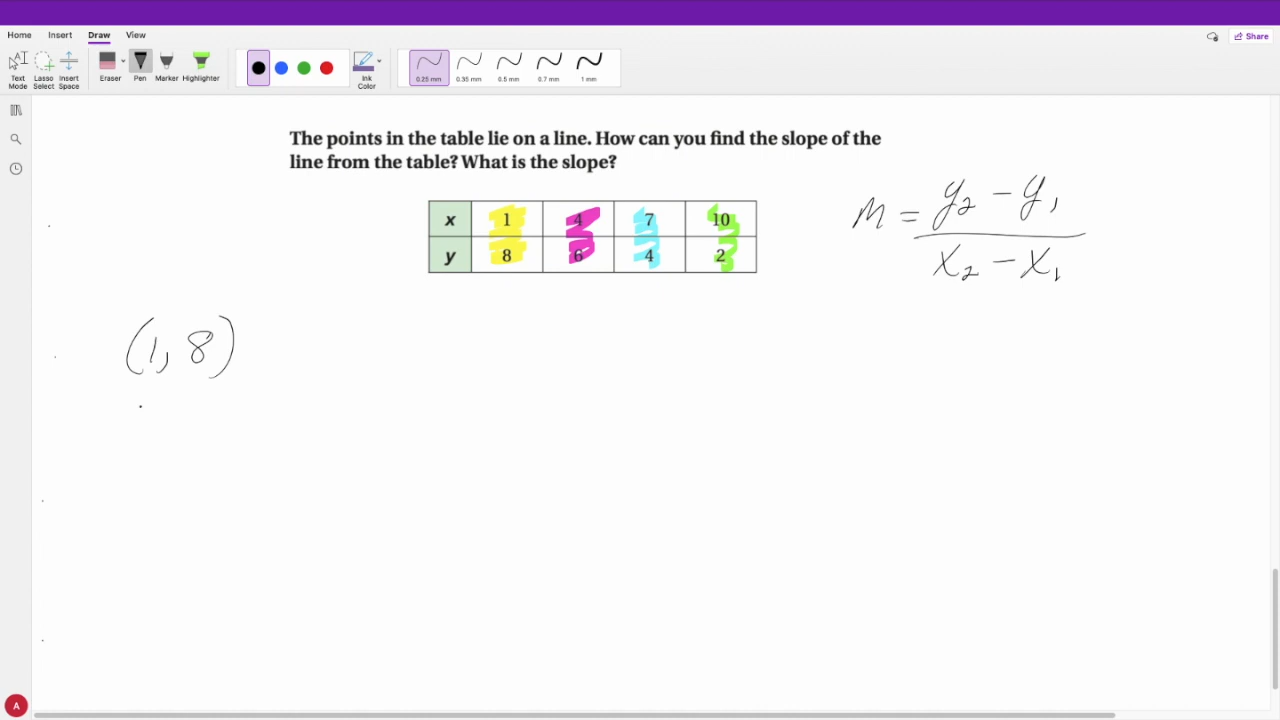 Home Insert Draw View
Share
Text Mode
Lasso Select
Insert Space
Eraser
Pen
Marker
Highlighter
Ink Color
0.25 mm
0.35 mm
0.5 mm
0.7 mm
1 mm
The points in the table lie on a line. How can you find the slope of the
line from the table? What is the slope?
x 1 4 7 10
y 8 6 4 2
m = y₂ - y₁
x₂ - x₁
(1, 8)
A